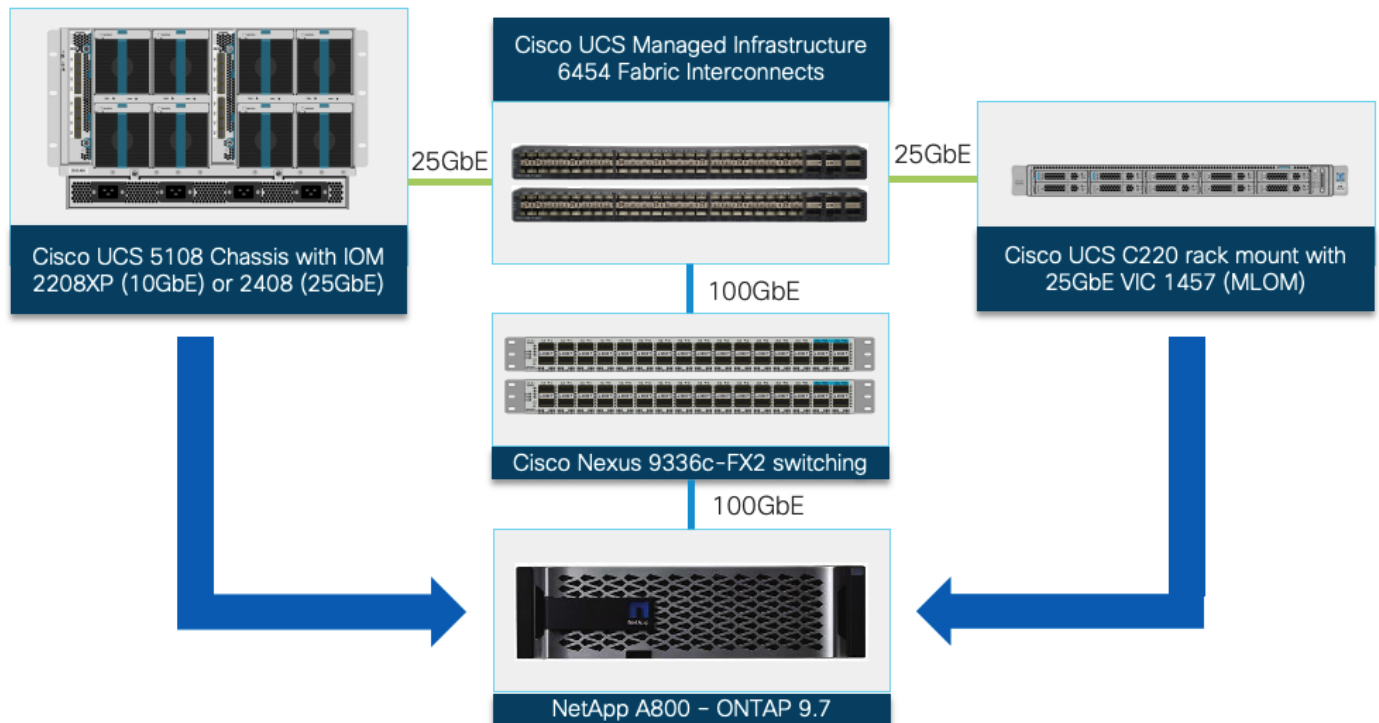 Cisco UCS Managed Infrastructure
6454 Fabric Interconnects
25GbE
25GbE
Cisco UCS 5108 Chassis with IOM
2208XP (10GbE) or 2408 (25GbE)
Cisco UCS C220 rack mount with
25GbE VIC 1457 (MLOM)
100GbE
Cisco Nexus 9336c-FX2 switching
100GbE
NetApp
NetApp A800 – ONTAP 9.7